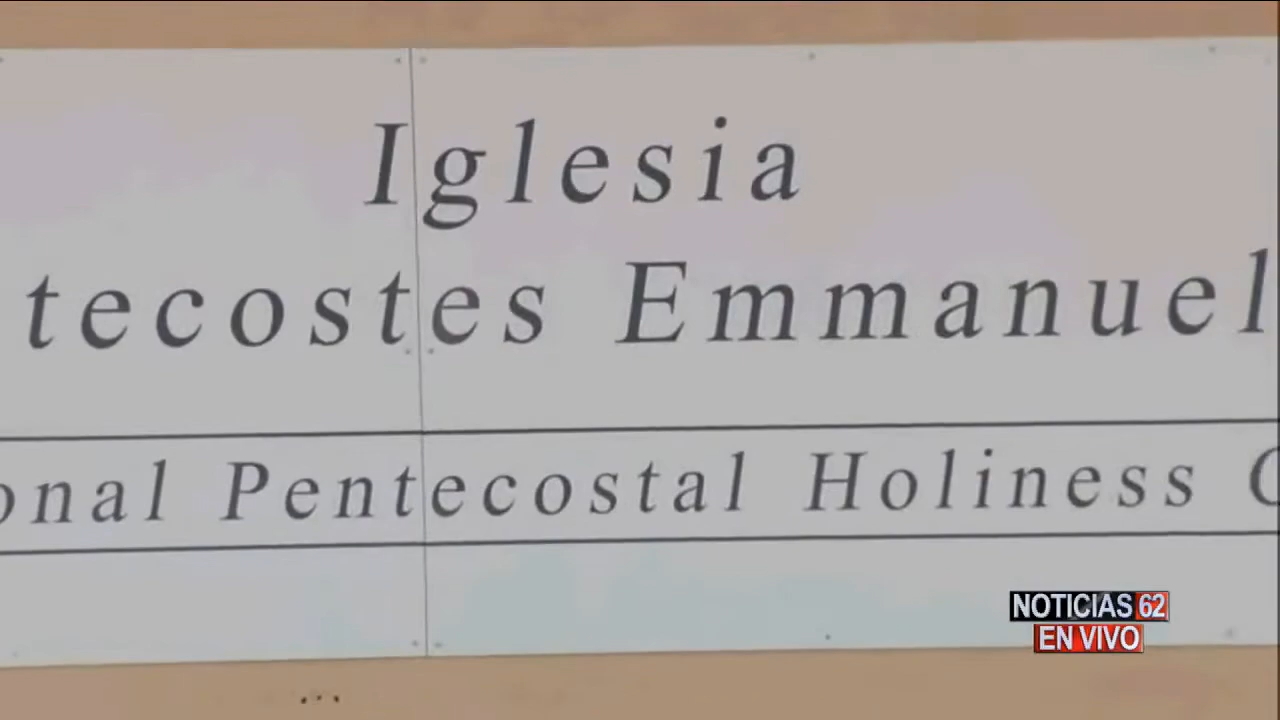 Iglesia
tecostes Emmanuel
onal Pentecostal Holiness C
NOTICIAS 62
EN VIVO